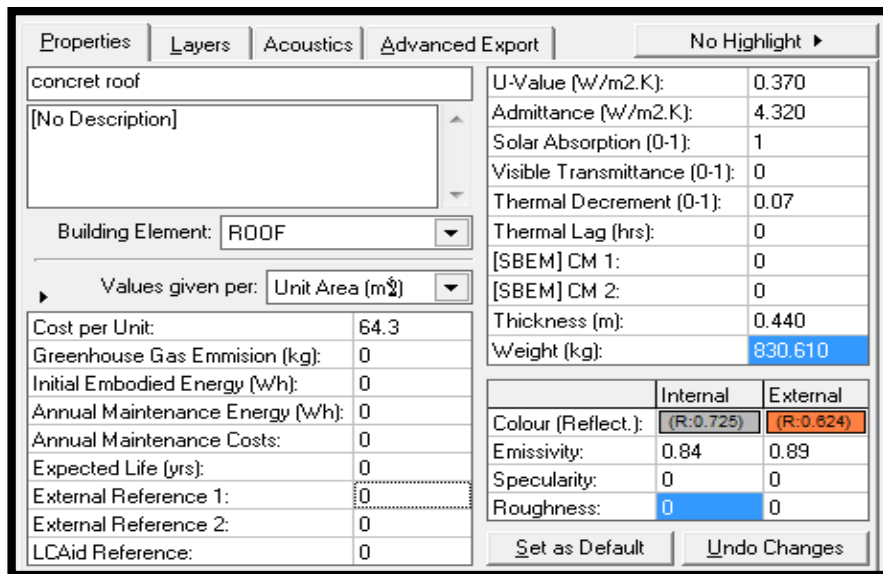 Properties Layers Acoustics Advanced Export No Highlight
concret roof
[No Description]
Building Element: ROOF
Values given per: Unit Area (m²)
Cost per Unit: 64.3
Greenhouse Gas Emmision (kg): 0
Initial Embodied Energy (Wh): 0
Annual Maintenance Energy (Wh): 0
Annual Maintenance Costs: 0
Expected Life (yrs): 0
External Reference 1: 0
External Reference 2: 0
LCAid Reference: 0
U-Value (W/m2.K): 0.370
Admittance (W/m2.K): 4.320
Solar Absorption (0-1): 1
Visible Transmittance (0-1): 0
Thermal Decrement (0-1): 0.07
Thermal Lag (hrs): 0
[SBEM] CM 1: 0
[SBEM] CM 2: 0
Thickness (m): 0.440
Weight (kg): 830.610
Internal External
Colour (Reflect.): (R:0.725) (R:0.624)
Emissivity: 0.84 0.89
Specularity: 0 0
Roughness: 0 0
Set as Default Undo Changes